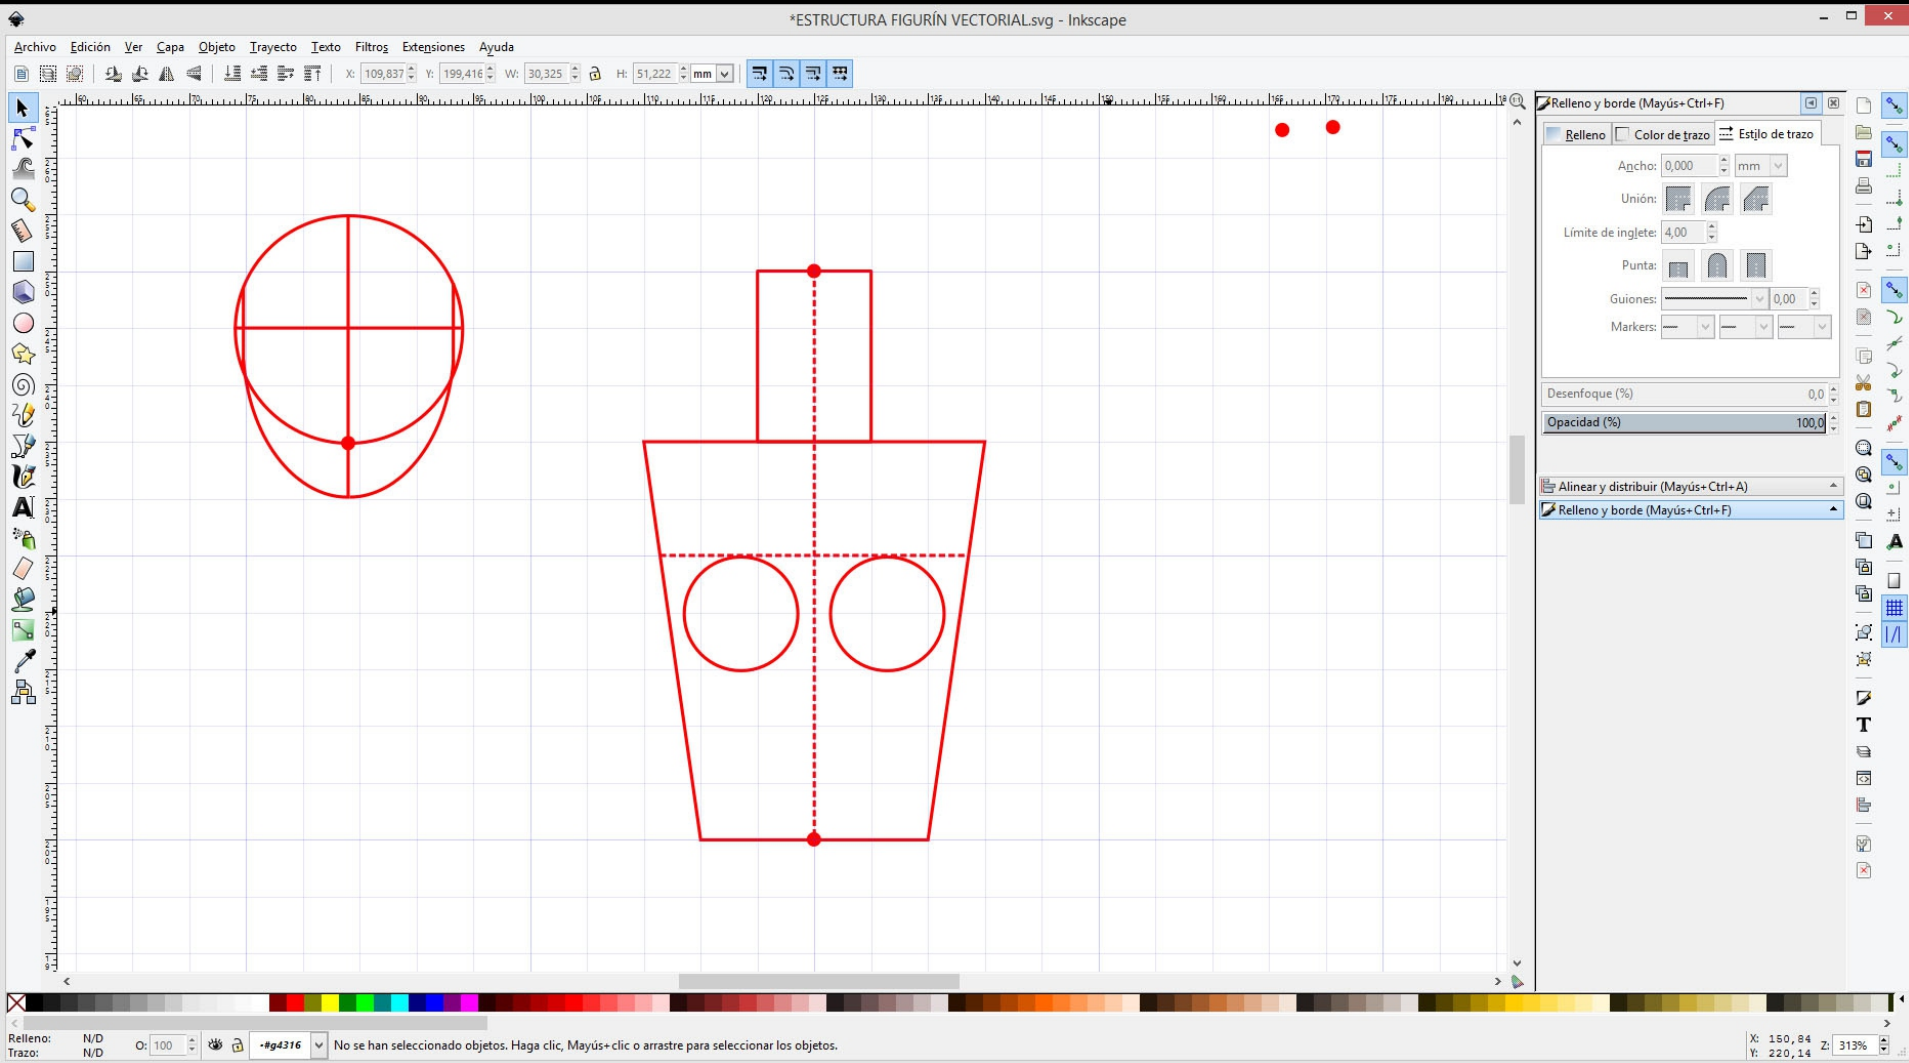 *ESTRUCTURA FIGURÍN VECTORIAL.svg - Inkscape
Archivo Edición Ver Capa Objeto Trayecto Texto Filtros Extensiones Ayuda
X: 109,837 Y: 199,416 W: 30,325 H: 51,222 mm
Relleno y borde (Mayús+Ctrl+F)
Relleno Color de trazo Estilo de trazo
Ancho: 0,000 mm
Unión:
Límite de inglete: 4,00
Punta:
Guiones: 0,00
Markers:
Desenfoque (%) 0,0
Opacidad (%) 100,0
Alinear y distribuir (Mayús+Ctrl+A)
Relleno y borde (Mayús+Ctrl+F)
Relleno: N/D
Trazo: N/D
O: 100
·#g4316
No se han seleccionado objetos. Haga clic, Mayús+clic o arrastre para seleccionar los objetos.
X: 150,84
Y: 220,14
Z: 313%